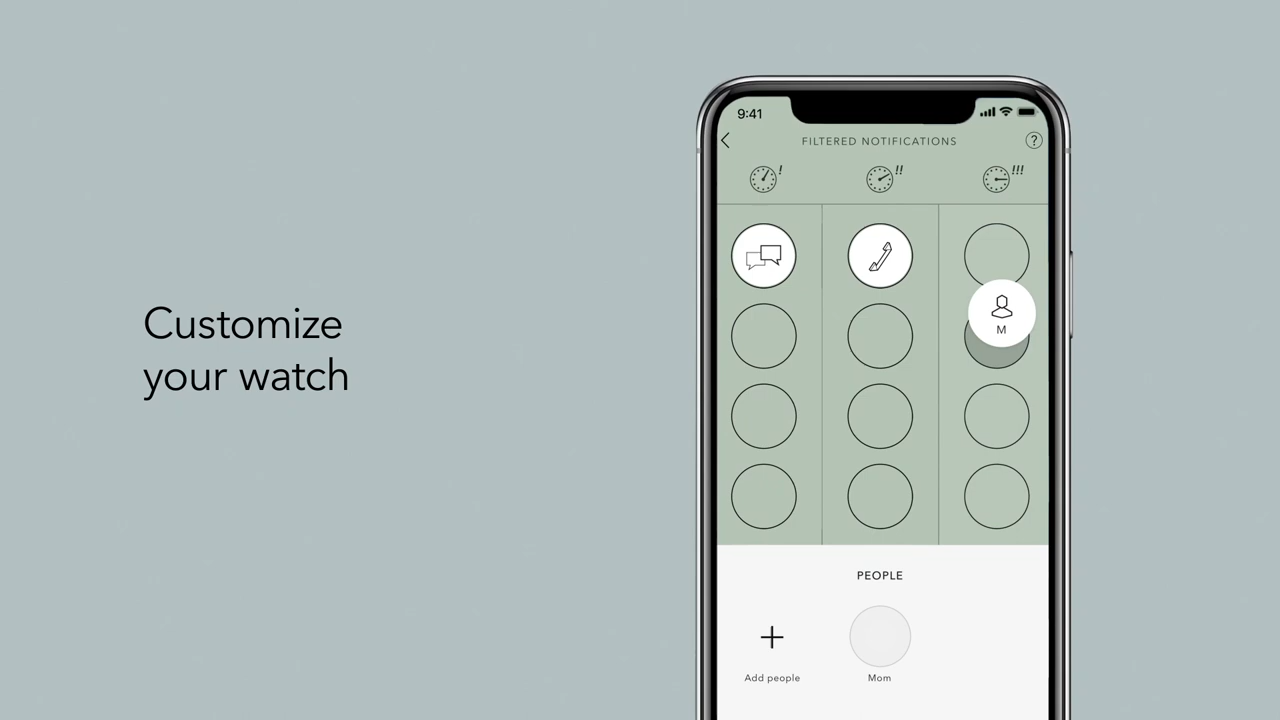 Customize
your watch
9:41
FILTERED NOTIFICATIONS
?
! !! !!!
M
PEOPLE
Add people
Mom